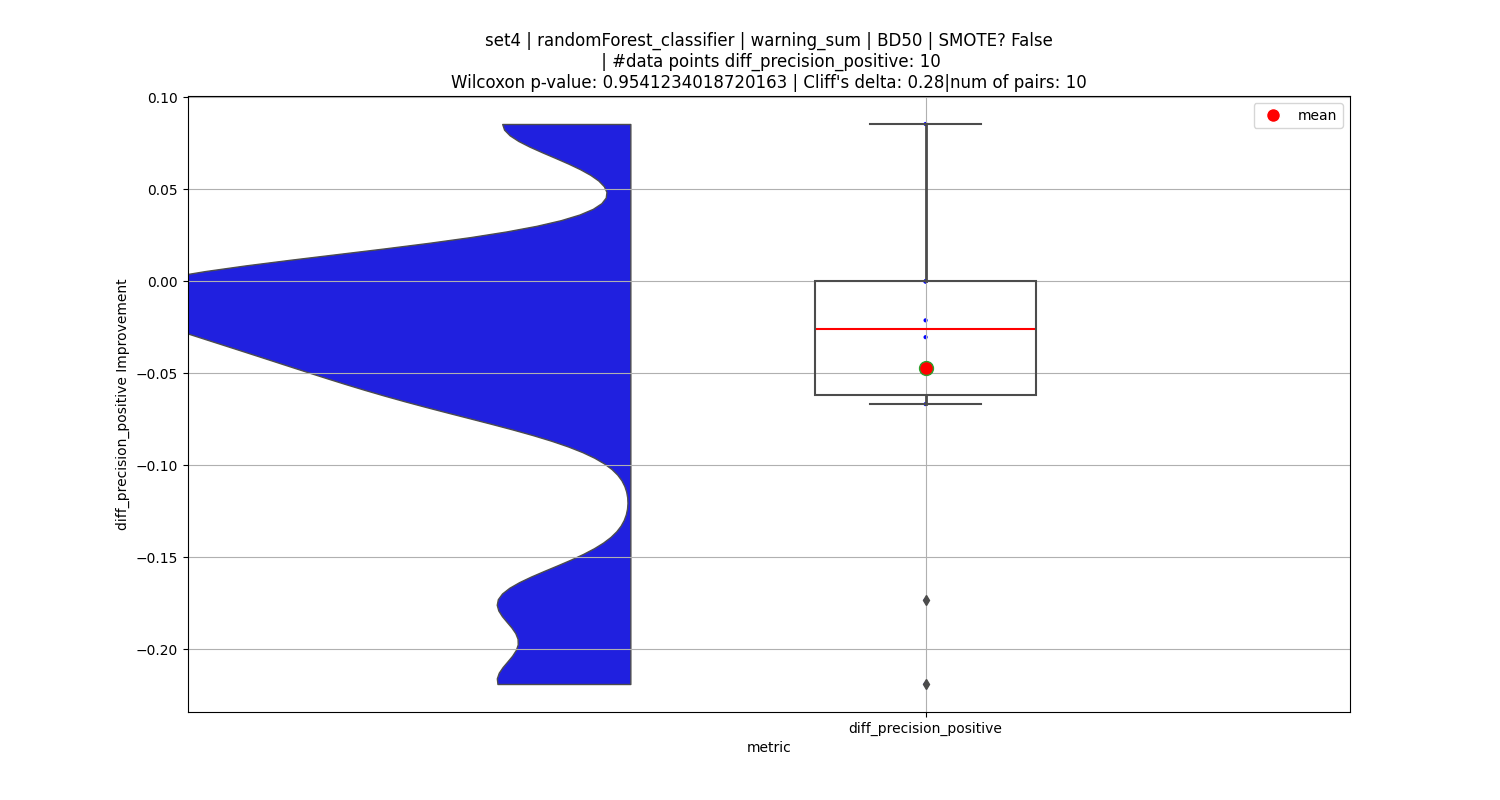 set4 | randomForest_classifier | warning_sum | BD50 | SMOTE? False
| #data points diff_precision_positive: 10
Wilcoxon p-value: 0.9541234018720163 | Cliff's delta: 0.28|num of pairs: 10
mean
0.10
0.05
0.00
−0.05
−0.10
−0.15
−0.20
diff_precision_positive Improvement
diff_precision_positive
metric